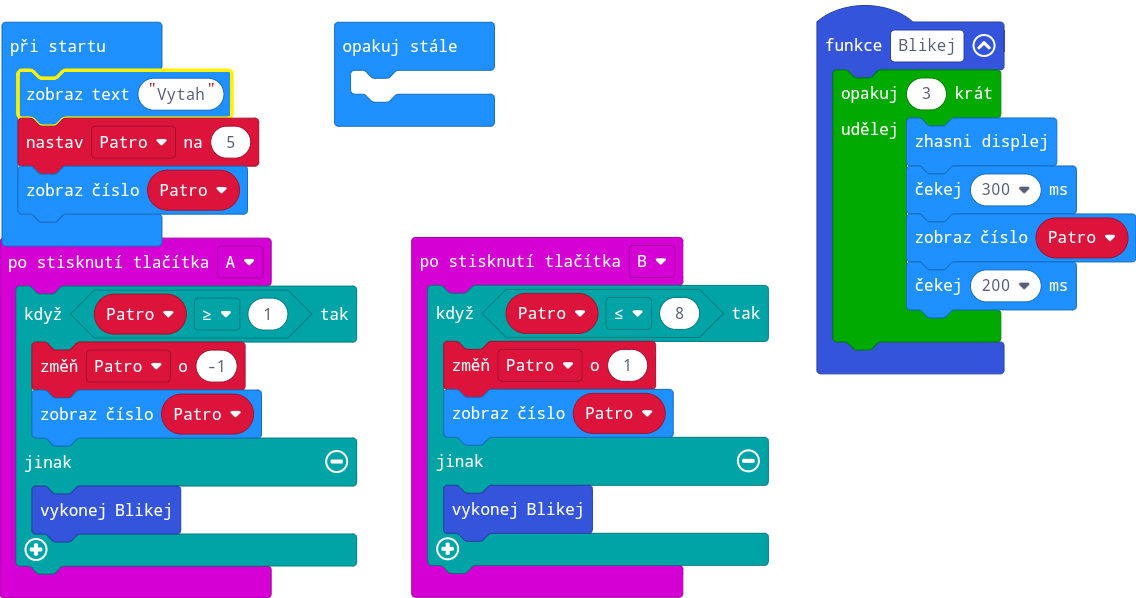 při startu
zobraz text "Vytah"
nastav Patro na 5
zobraz číslo Patro
opakuj stále
funkce Blikej
opakuj 3 krát
udělej
zhasni displej
čekej 300 ms
zobraz číslo Patro
čekej 200 ms
po stisknutí tlačítka A
když Patro ≥ 1 tak
změň Patro o -1
zobraz číslo Patro
jinak
vykonej Blikej
po stisknutí tlačítka B
když Patro ≤ 8 tak
změň Patro o 1
zobraz číslo Patro
jinak
vykonej Blikej